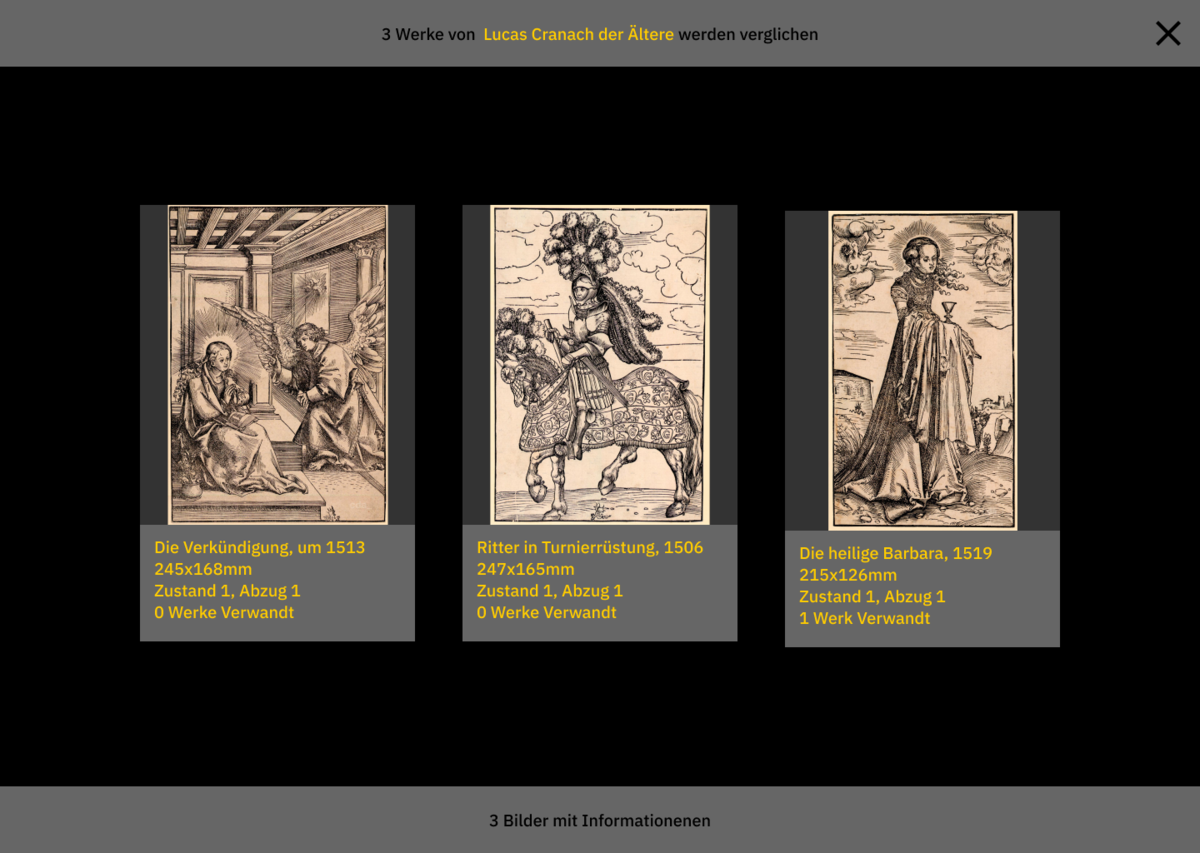 3 Werke von Lucas Cranach der Ältere werden verglichen
Die Verkündigung, um 1513
245x168mm
Zustand 1, Abzug 1
0 Werke Verwandt
Ritter in Turnierrüstung, 1506
247x165mm
Zustand 1, Abzug 1
0 Werke Verwandt
Die heilige Barbara, 1519
215x126mm
Zustand 1, Abzug 1
1 Werk Verwandt
3 Bilder mit Informationenen